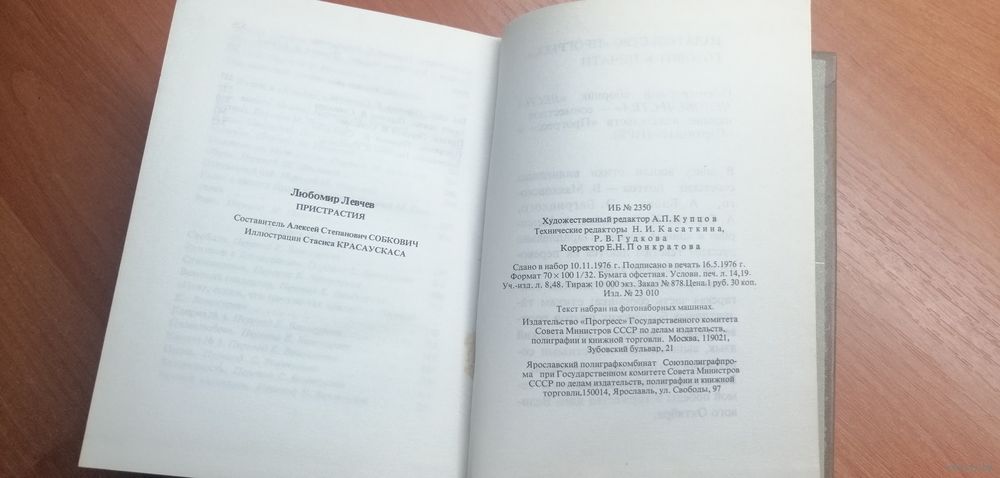 Любомир Левчев
ПРИСТРАСТИЯ
Составитель Алексей Степанович СОБКОВИЧ
Иллюстрации Стасиса КРАСАУСКАСА
ИБ № 2350
Художественный редактор А.П. Купцов
Технические редакторы Н. И. Касаткина,
Р. В. Гудкова
Корректор Е.Н. Понкратова
Сдано в набор 10.11.1976 г. Подписано в печать 16.5.1976 г.
Формат 70 × 100 1/32. Бумага офсетная. Условн. печ. л. 14,19.
Уч.-изд. л. 8,48. Тираж 10 000 экз. Заказ № 878.Цена 1 руб. 30 коп.
Изд. № 23 010
Текст набран на фотонаборных машинах.
Издательство «Прогресс» Государственного комитета
Совета Министров СССР по делам издательств,
полиграфии и книжной торговли. Москва, 119021,
Зубовский бульвар, 21
Ярославский полиграфкомбинат Союзполиграфпро-
ма при Государственном комитете Совета Министров
СССР по делам издательств, полиграфии и книжной
торговли.150014, Ярославль, ул. Свободы, 97